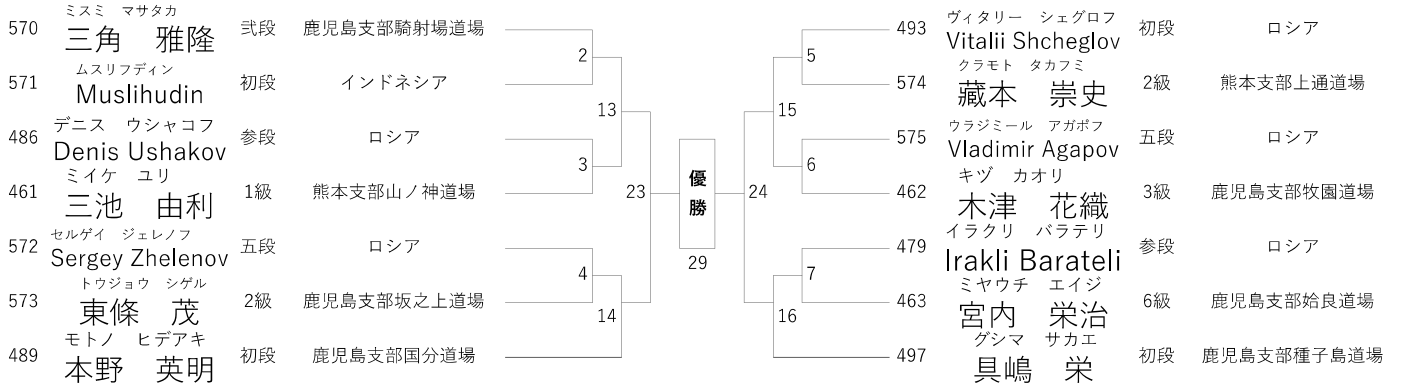 ミスミ マサタカ
570 三角 雅隆 弐段 鹿児島支部騎射場道場
ムスリフディン
571 Muslihudin 初段 インドネシア
デニス ウシャコフ
486 Denis Ushakov 参段 ロシア
ミイケ ユリ
461 三池 由利 1級 熊本支部山ノ神道場
セルゲイ ジェレノフ
572 Sergey Zhelenov 五段 ロシア
トウジョウ シゲル
573 東條 茂 2級 鹿児島支部坂之上道場
モトノ ヒデアキ
489 本野 英明 初段 鹿児島支部国分道場
2
3
4
13
14
23
優勝
29
24
15
16
5
6
7
ヴィタリー シェグロフ
493 Vitalii Shcheglov 初段 ロシア
クラモト タカフミ
574 藏本 崇史 2級 熊本支部上通道場
ウラジミール アガポフ
575 Vladimir Agapov 五段 ロシア
キヅ カオリ
462 木津 花織 3級 鹿児島支部牧園道場
イラクリ バラテリ
479 Irakli Barateli 参段 ロシア
ミヤウチ エイジ
463 宮内 栄治 6級 鹿児島支部姶良道場
グシマ サカエ
497 具嶋 栄 初段 鹿児島支部種子島道場